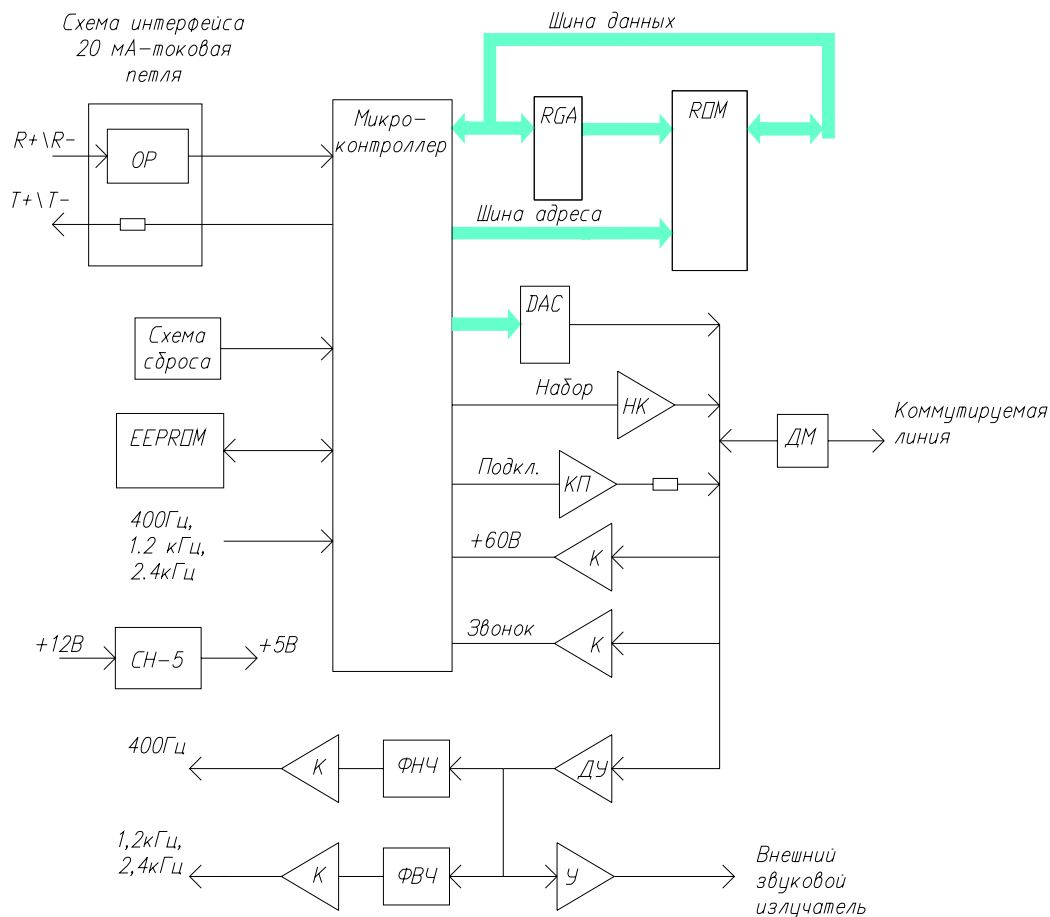 Схема интерфейса
20 мА-токовая
петля
Шина данных
R+\R-
ОР
T+\T-
Микро-
контроллер
RGA
ROM
Шина адреса
DAC
Схема
сброса
Набор
НК
Коммутируемая
линия
ДМ
EEPROM
Подкл.
КП
400Гц,
1.2 кГц,
2.4кГц
+60В
К
Звонок
К
+12В
СН-5
+5В
400Гц
К
ФНЧ
ДУ
1,2кГц,
2,4кГц
К
ФВЧ
У
Внешний
звуковой
излучатель